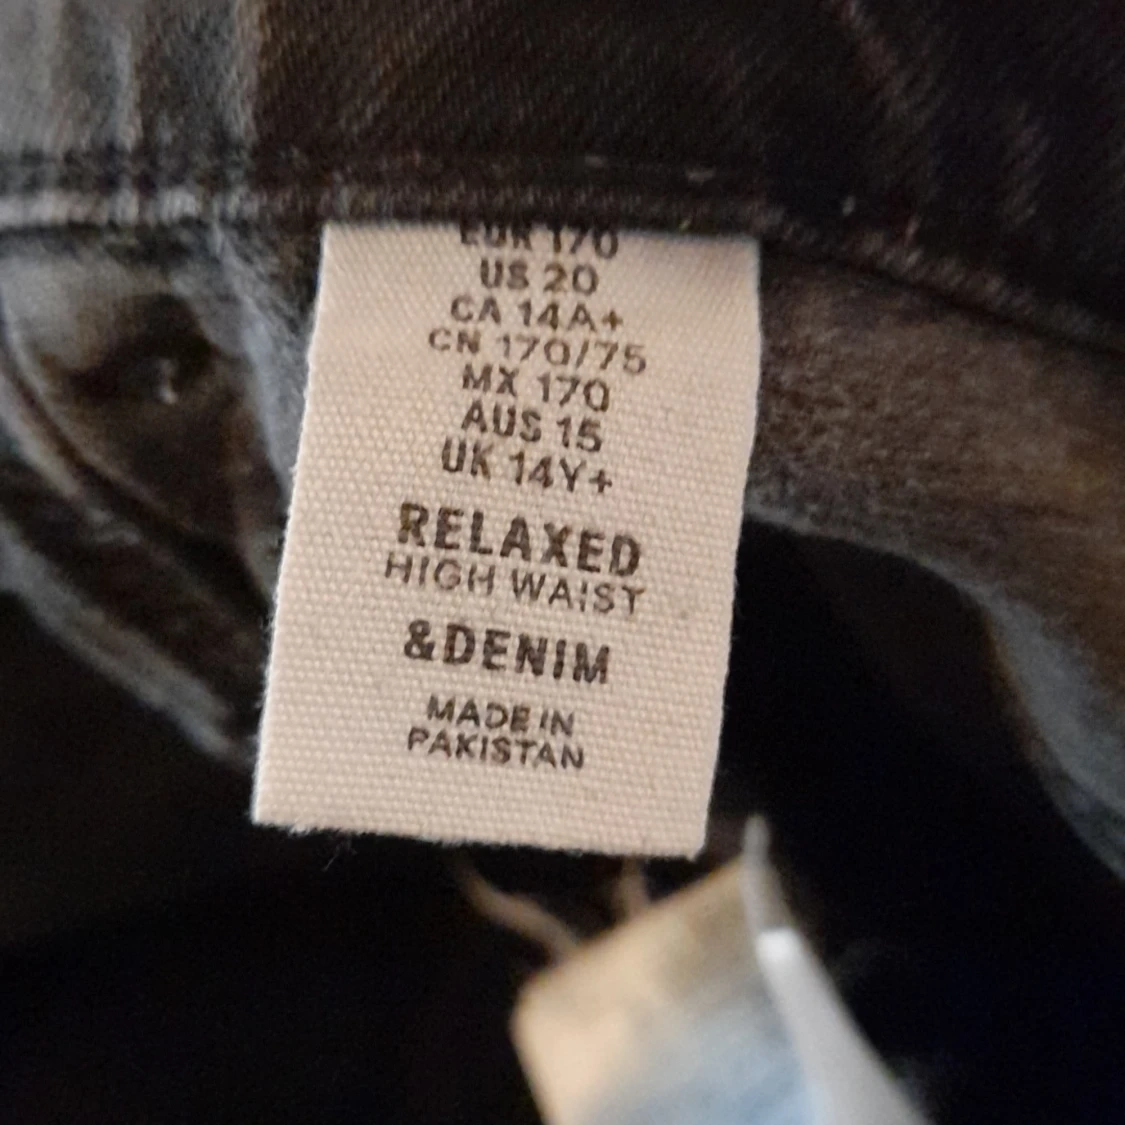 EUR 170
US 20
CA 14A+
CN 170/75
MX 170
AUS 15
UK 14Y+
RELAXED
HIGH WAIST
&DENIM
MADE IN
PAKISTAN